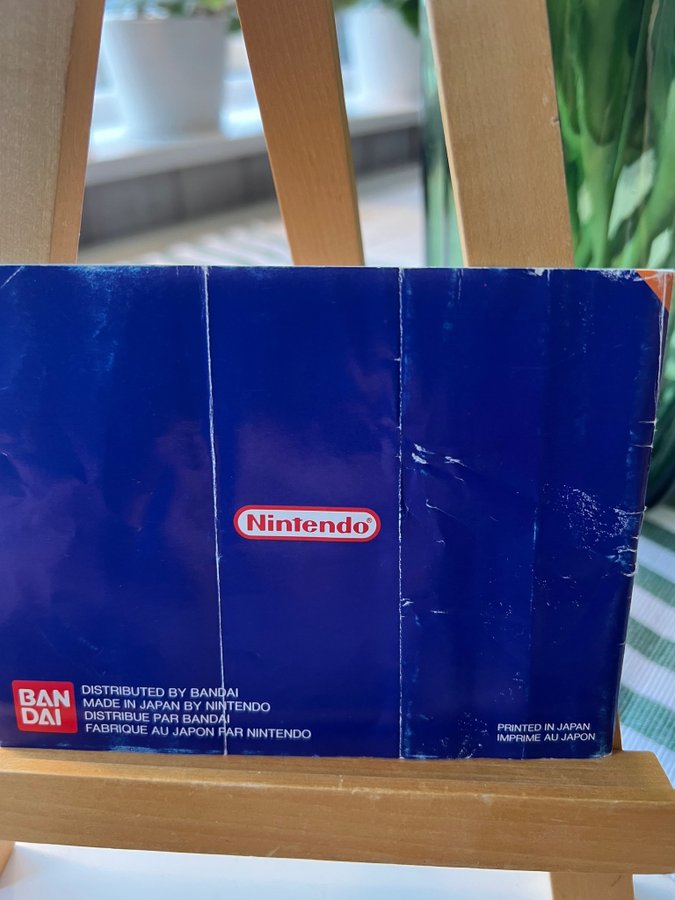 Nintendo®
BAN
DAI
DISTRIBUTED BY BANDAI
MADE IN JAPAN BY NINTENDO
DISTRIBUE PAR BANDAI
FABRIQUE AU JAPON PAR NINTENDO
PRINTED IN JAPAN
IMPRIME AU JAPON